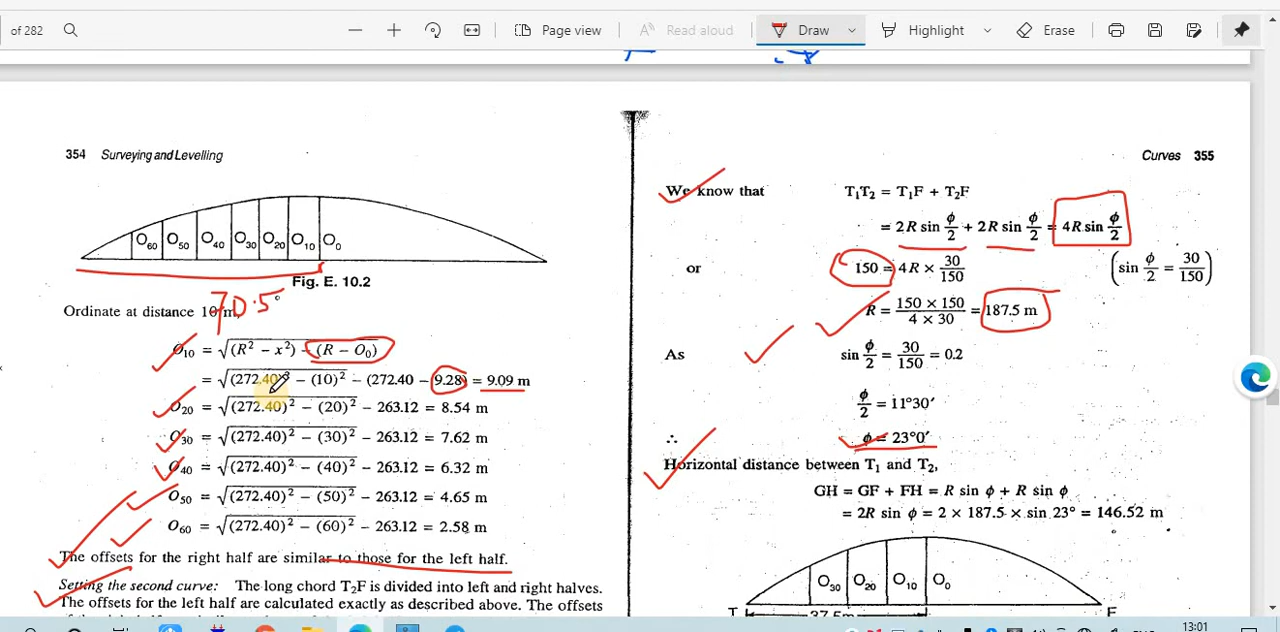 of 282
Page view
Read aloud
Draw
Highlight
Erase
354 Surveying and Levelling
O60 O50 O40 O30 O20 O10 O0
Fig. E. 10.2
70.5°
Ordinate at distance 10 m,
O10 = √(R² − x²) − (R − O0)
= √(272.40)² − (10)² − (272.40 − 9.28) = 9.09 m
O20 = √(272.40)² − (20)² − 263.12 = 8.54 m
O30 = √(272.40)² − (30)² − 263.12 = 7.62 m
O40 = √(272.40)² − (40)² − 263.12 = 6.32 m
O50 = √(272.40)² − (50)² − 263.12 = 4.65 m
O60 = √(272.40)² − (60)² − 263.12 = 2.58 m
The offsets for the right half are similar to those for the left half.
Setting the second curve: The long chord T2F is divided into left and right halves.
The offsets for the left half are calculated exactly as described above. The offsets
Curves 355
We know that T1T2 = T1F + T2F
= 2R sin φ/2 + 2R sin φ/2 = 4R sin φ/2
or 150 = 4R × 30/150 (sin φ/2 = 30/150)
R = 150 × 150 / 4 × 30 = 187.5 m
As sin φ/2 = 30/150 = 0.2
φ/2 = 11°30′
∴ φ = 23°0′
Horizontal distance between T1 and T2,
GH = GF + FH = R sin φ + R sin φ
= 2R sin φ = 2 × 187.5 × sin 23° = 146.52 m
O30 O20 O10 O0
T 37.5m F
13:01